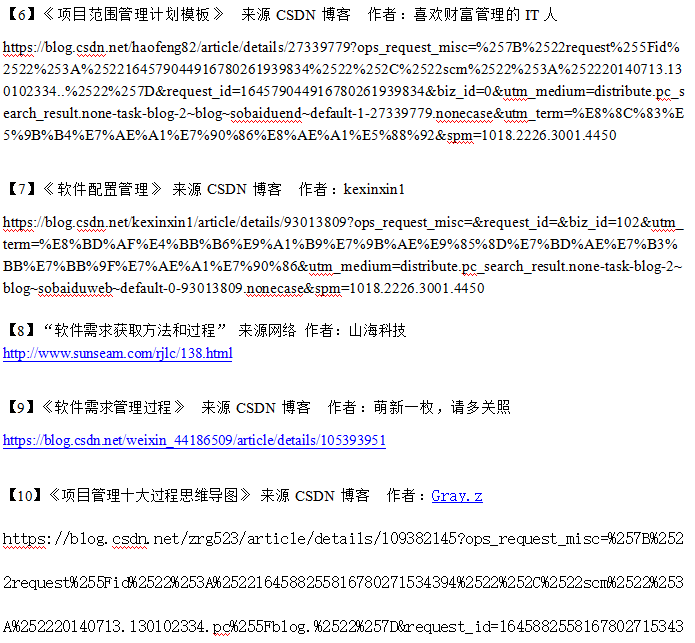 【6】《项目范围管理计划模板》 来源 CSDN 博客 作者：喜欢财富管理的 IT 人
https://blog.csdn.net/haofeng82/article/details/27339779?ops_request_misc=%257B%2522request%255Fid%
2522%253A%2522164579044916780261939834%2522%252C%2522scm%2522%253A%252220140713.13
0102334..%2522%257D&request_id=164579044916780261939834&biz_id=0&utm_medium=distribute.pc_s
earch_result.none-task-blog-2~blog~sobaiduend~default-1-27339779.nonecase&utm_term=%E8%8C%83%E
5%9B%B4%E7%AE%A1%E7%90%86%E8%AE%A1%E5%88%92&spm=1018.2226.3001.4450
【7】《软件配置管理》 来源 CSDN 博客 作者：kexinxin1
https://blog.csdn.net/kexinxin1/article/details/93013809?ops_request_misc=&request_id=&biz_id=102&utm_
term=%E8%BD%AF%E4%BB%B6%E9%A1%B9%E7%9B%AE%E9%85%8D%E7%BD%AE%E7%B3%
BB%E7%BB%9F%E7%AE%A1%E7%90%86&utm_medium=distribute.pc_search_result.none-task-blog-2~
blog~sobaiduweb~default-0-93013809.nonecase&spm=1018.2226.3001.4450
【8】“软件需求获取方法和过程” 来源网络 作者：山海科技
http://www.sunseam.com/rjlc/138.html
【9】《软件需求管理过程》 来源 CSDN 博客 作者：萌新一枚，请多关照
https://blog.csdn.net/weixin_44186509/article/details/105393951
【10】《项目管理十大过程思维导图》 来源 CSDN 博客 作者：Gray.z
https://blog.csdn.net/zrg523/article/details/109382145?ops_request_misc=%257B%252
2request%255Fid%2522%253A%2522164588255816780271534394%2522%252C%2522scm%2522%253
A%252220140713.130102334.pc%255Fblog.%2522%257D&request_id=1645882558167802715343